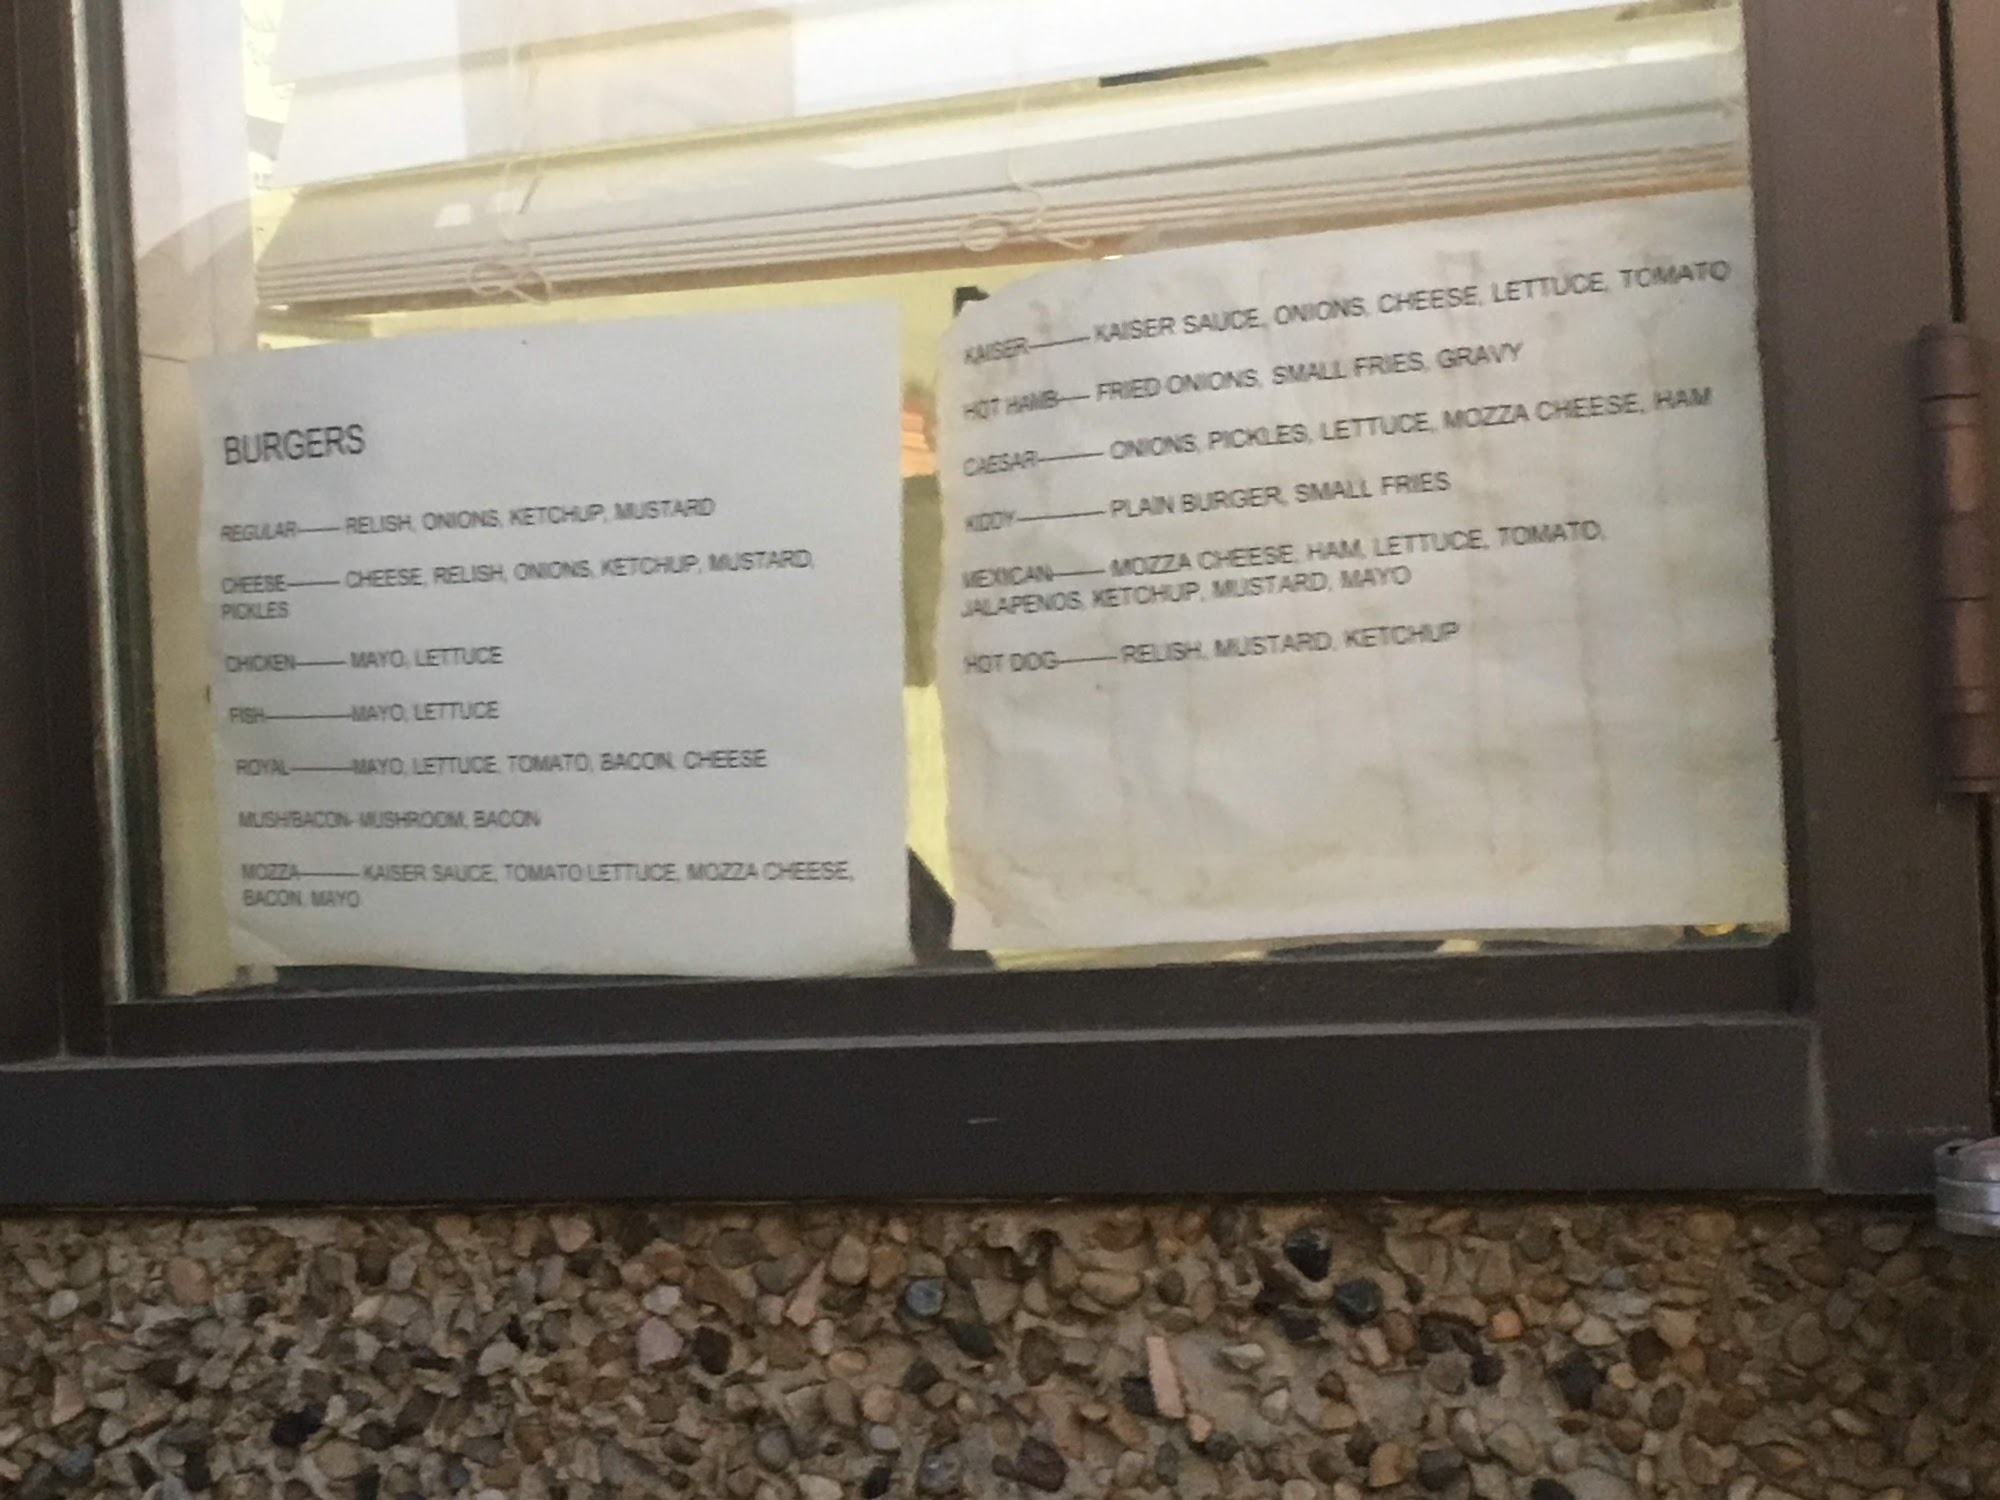 BURGERS
REGULAR—— RELISH, ONIONS, KETCHUP, MUSTARD
CHEESE—— CHEESE, RELISH, ONIONS, KETCHUP, MUSTARD,
PICKLES
CHICKEN—— MAYO, LETTUCE
FISH————MAYO, LETTUCE
ROYAL———MAYO, LETTUCE, TOMATO, BACON, CHEESE
MUSH/BACON- MUSHROOM, BACON
MOZZA——— KAISER SAUCE, TOMATO LETTUCE, MOZZA CHEESE,
BACON, MAYO
KAISER——— KAISER SAUCE, ONIONS, CHEESE, LETTUCE, TOMATO
HOT HAMB—— FRIED ONIONS, SMALL FRIES, GRAVY
CAESAR——— ONIONS, PICKLES, LETTUCE, MOZZA CHEESE, HAM
KIDDY———— PLAIN BURGER, SMALL FRIES
MEXICAN—— MOZZA CHEESE, HAM, LETTUCE, TOMATO,
JALAPENOS, KETCHUP, MUSTARD, MAYO
HOT DOG—— RELISH, MUSTARD, KETCHUP